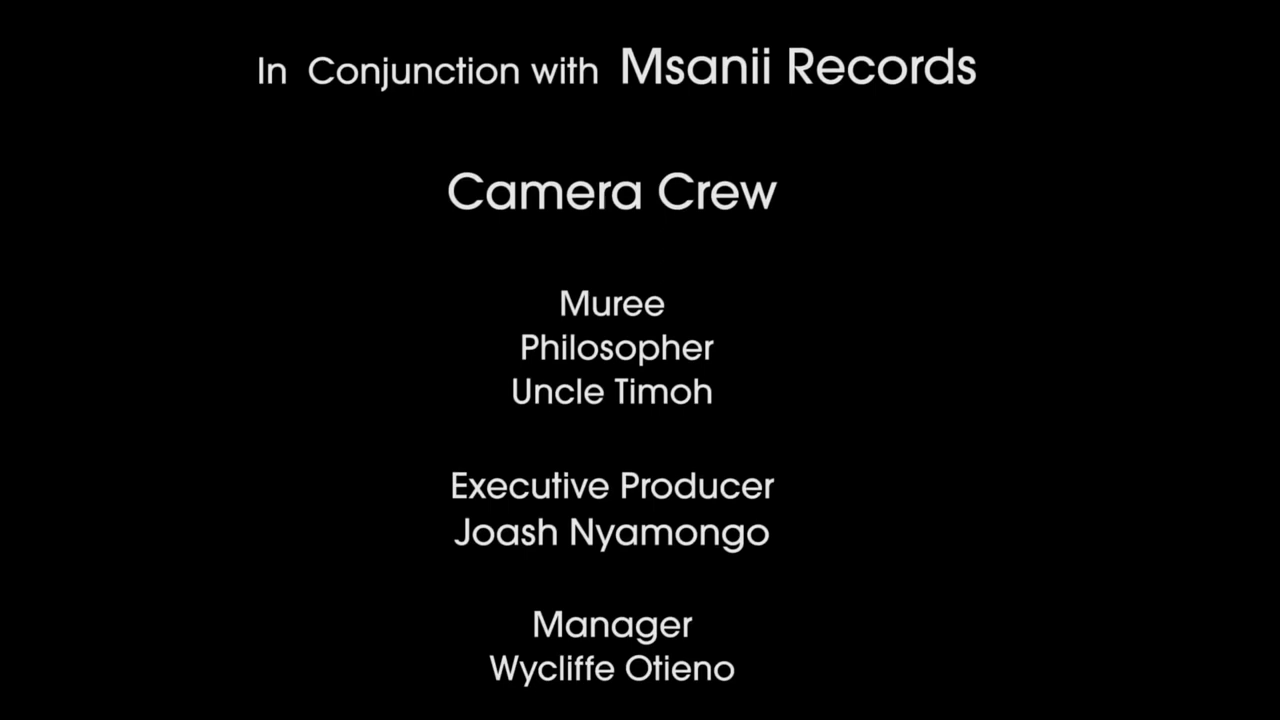 In Conjunction with Msanii Records
Camera Crew
Muree
Philosopher
Uncle Timoh
Executive Producer
Joash Nyamongo
Manager
Wycliffe Otieno